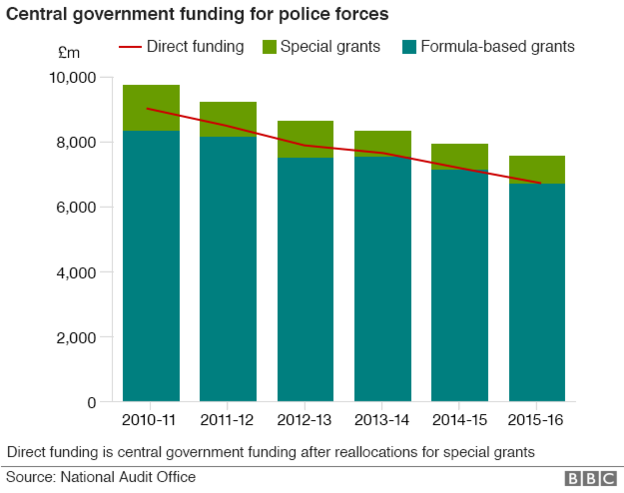 Central government funding for police forces
£m
Direct funding Special grants Formula-based grants
10,000
8,000
6,000
4,000
2,000
0
2010-11 2011-12 2012-13 2013-14 2014-15 2015-16
Direct funding is central government funding after reallocations for special grants
Source: National Audit Office
BBC